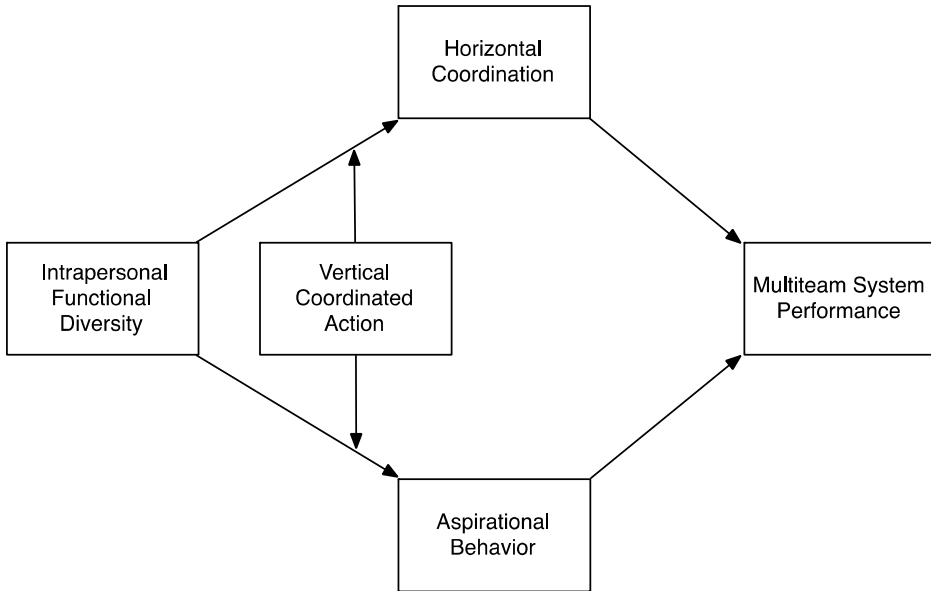 Horizontal
Coordination
Intrapersonal
Functional
Diversity
Vertical
Coordinated
Action
Multiteam System
Performance
Aspirational
Behavior